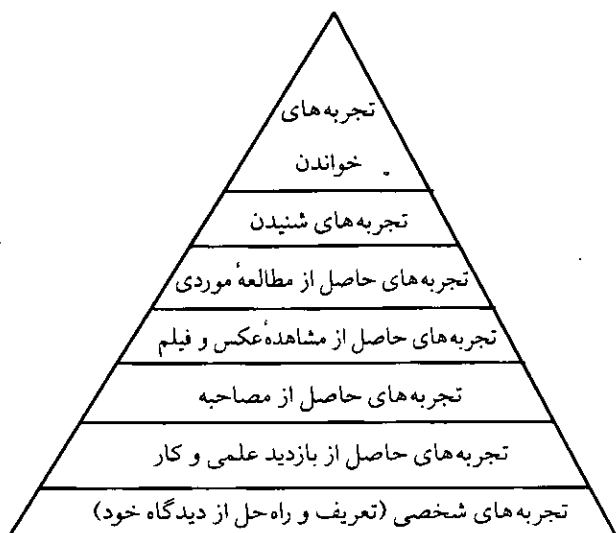 تجربه‌های
خواندن
تجربه‌های شنیدن
تجربه‌های حاصل از مطالعهٔ موردی
تجربه‌های حاصل از مشاهدهٔ عکس و فیلم
تجربه‌های حاصل از مصاحبه
تجربه‌های حاصل از بازدید علمی و کار
تجربه‌های شخصی (تعریف و راه‌حل از دیدگاه خود)